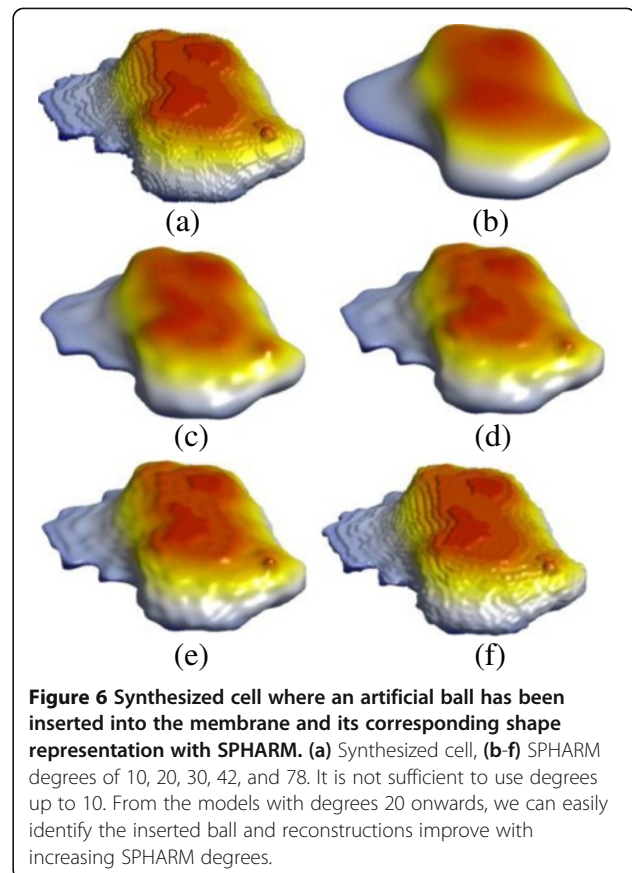 (a) (b)
(c) (d)
(e) (f)
Figure 6 Synthesized cell where an artificial ball has been
inserted into the membrane and its corresponding shape
representation with SPHARM. (a) Synthesized cell, (b-f) SPHARM
degrees of 10, 20, 30, 42, and 78. It is not sufficient to use degrees
up to 10. From the models with degrees 20 onwards, we can easily
identify the inserted ball and reconstructions improve with
increasing SPHARM degrees.